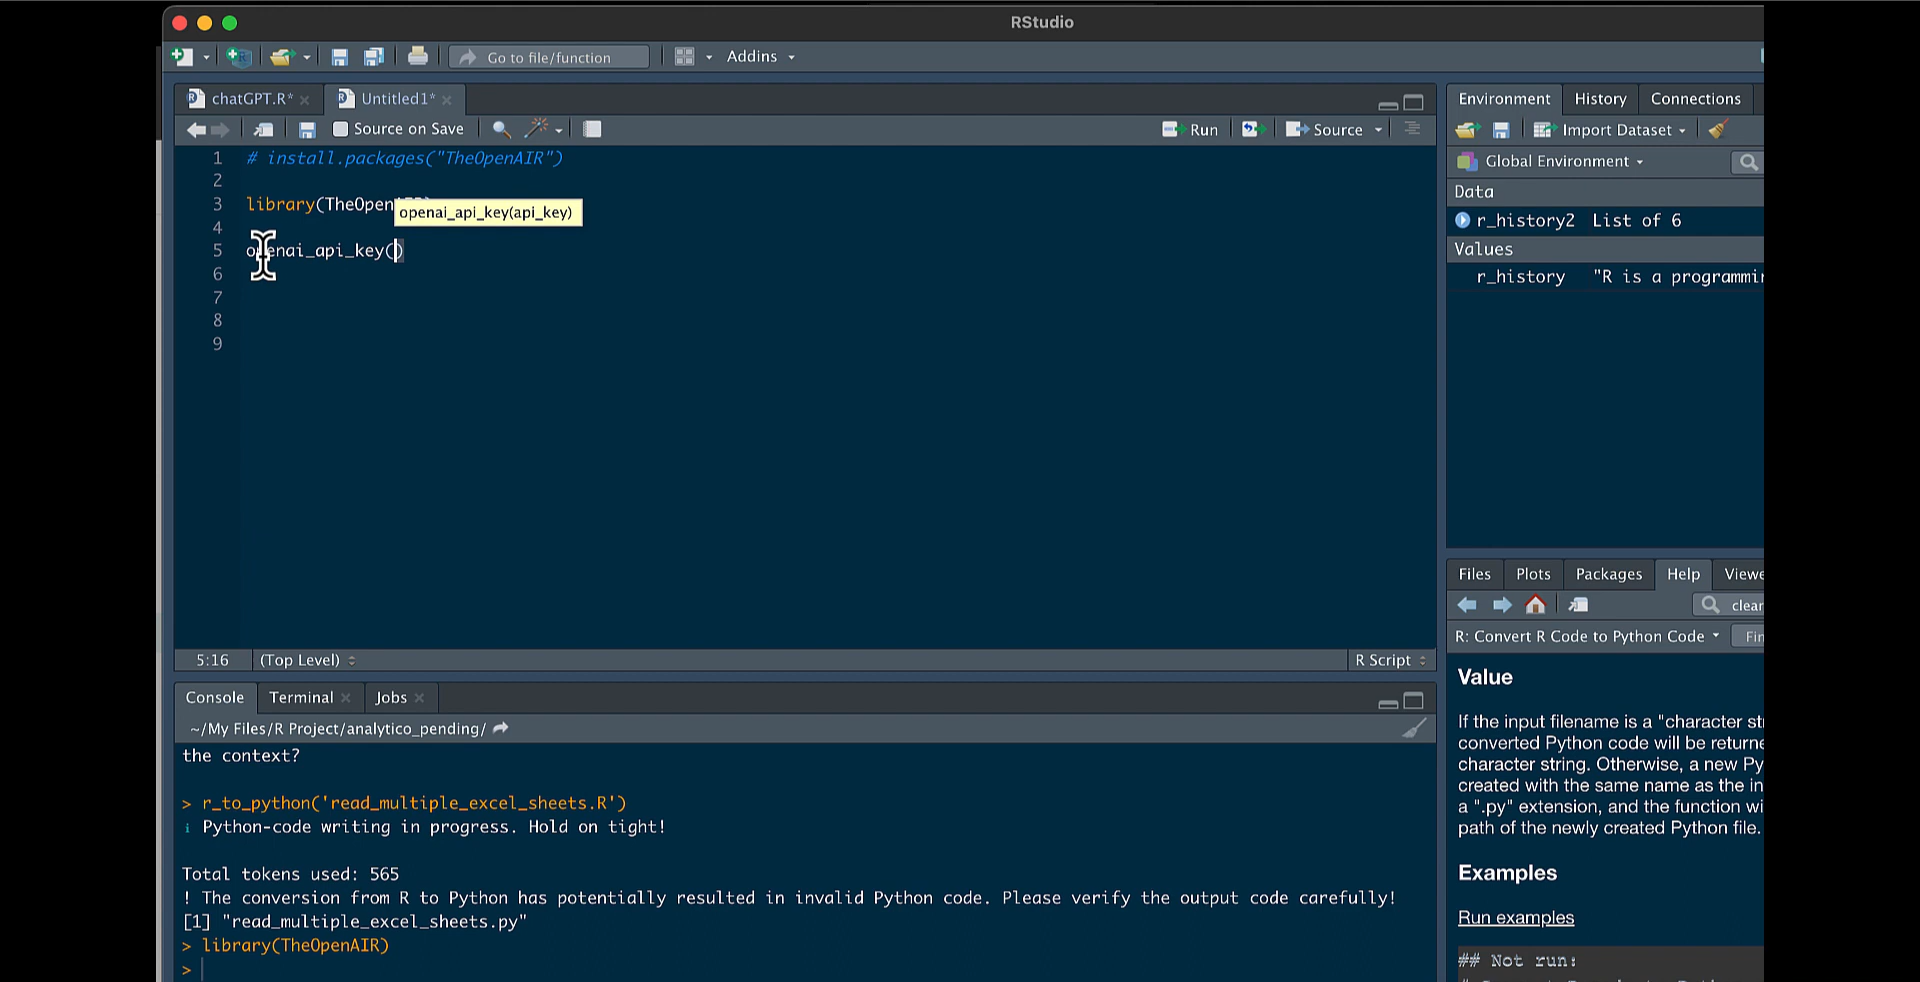 RStudio
Go to file/function
Addins
chatGPT.R*
Untitled1*
Source on Save
Run
Source
1 # install.packages("TheOpenAIR")
2
3 library(TheOpen
openai_api_key(api_key)
4
5 openai_api_key()
6
7
8
9
5:16 (Top Level)
R Script
Console Terminal Jobs
~/My Files/R Project/analytico_pending/
the context?
> r_to_python('read_multiple_excel_sheets.R')
i Python-code writing in progress. Hold on tight!
Total tokens used: 565
! The conversion from R to Python has potentially resulted in invalid Python code. Please verify the output code carefully!
[1] "read_multiple_excel_sheets.py"
> library(TheOpenAIR)
>
Environment History Connections
Import Dataset
Global Environment
Data
r_history2 List of 6
Values
r_history "R is a programmin
Files Plots Packages Help Viewe
clear
R: Convert R Code to Python Code
Fin
Value
If the input filename is a "character st
converted Python code will be returne
character string. Otherwise, a new Py
created with the same name as the in
a ".py" extension, and the function wi
path of the newly created Python file.
Examples
Run examples
## Not run: